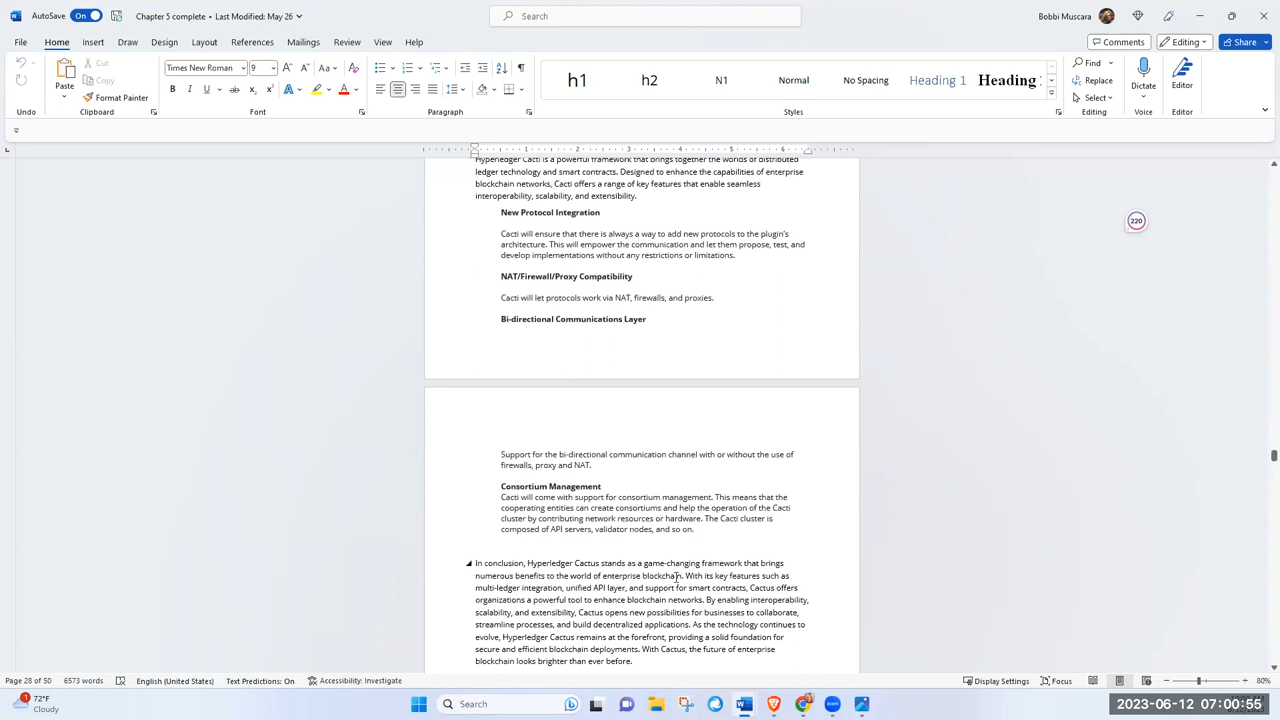 AutoSave On Chapter 5 complete • Last Modified: May 26 Search Bobbi Muscara
File Home Insert Draw Design Layout References Mailings Review View Help Comments Editing Share
Paste Cut Copy Format Painter Times New Roman 9 A A Aa h1 h2 N1 Normal No Spacing Heading 1 Heading Find Replace Select Dictate Editor
B I U ab x A A
Undo Clipboard Font Paragraph Styles Editing Voice Editor
1 2 3 4 5 6
Hyperledger Cacti is a powerful framework that brings together the worlds of distributed
ledger technology and smart contracts. Designed to enhance the capabilities of enterprise
blockchain networks, Cacti offers a range of key features that enable seamless
interoperability, scalability, and extensibility.
New Protocol Integration
220
Cacti will ensure that there is always a way to add new protocols to the plugin's
architecture. This will empower the communication and let them propose, test, and
develop implementations without any restrictions or limitations.
NAT/Firewall/Proxy Compatibility
Cacti will let protocols work via NAT, firewalls, and proxies.
Bi-directional Communications Layer
Support for the bi-directional communication channel with or without the use of
firewalls, proxy and NAT.
Consortium Management
Cacti will come with support for consortium management. This means that the
cooperating entities can create consortiums and help the operation of the Cacti
cluster by contributing network resources or hardware. The Cacti cluster is
composed of API servers, validator nodes, and so on.
In conclusion, Hyperledger Cactus stands as a game-changing framework that brings
numerous benefits to the world of enterprise blockchain. With its key features such as
multi-ledger integration, unified API layer, and support for smart contracts, Cactus offers
organizations a powerful tool to enhance blockchain networks. By enabling interoperability,
scalability, and extensibility, Cactus opens new possibilities for businesses to collaborate,
streamline processes, and build decentralized applications. As the technology continues to
evolve, Hyperledger Cactus remains at the forefront, providing a solid foundation for
secure and efficient blockchain deployments. With Cactus, the future of enterprise
blockchain looks brighter than ever before.
Page 28 of 50 6573 words English (United States) Text Predictions: On Accessibility: Investigate Display Settings Focus 80%
72°F
Cloudy
Search
2023-06-12 07:00:55